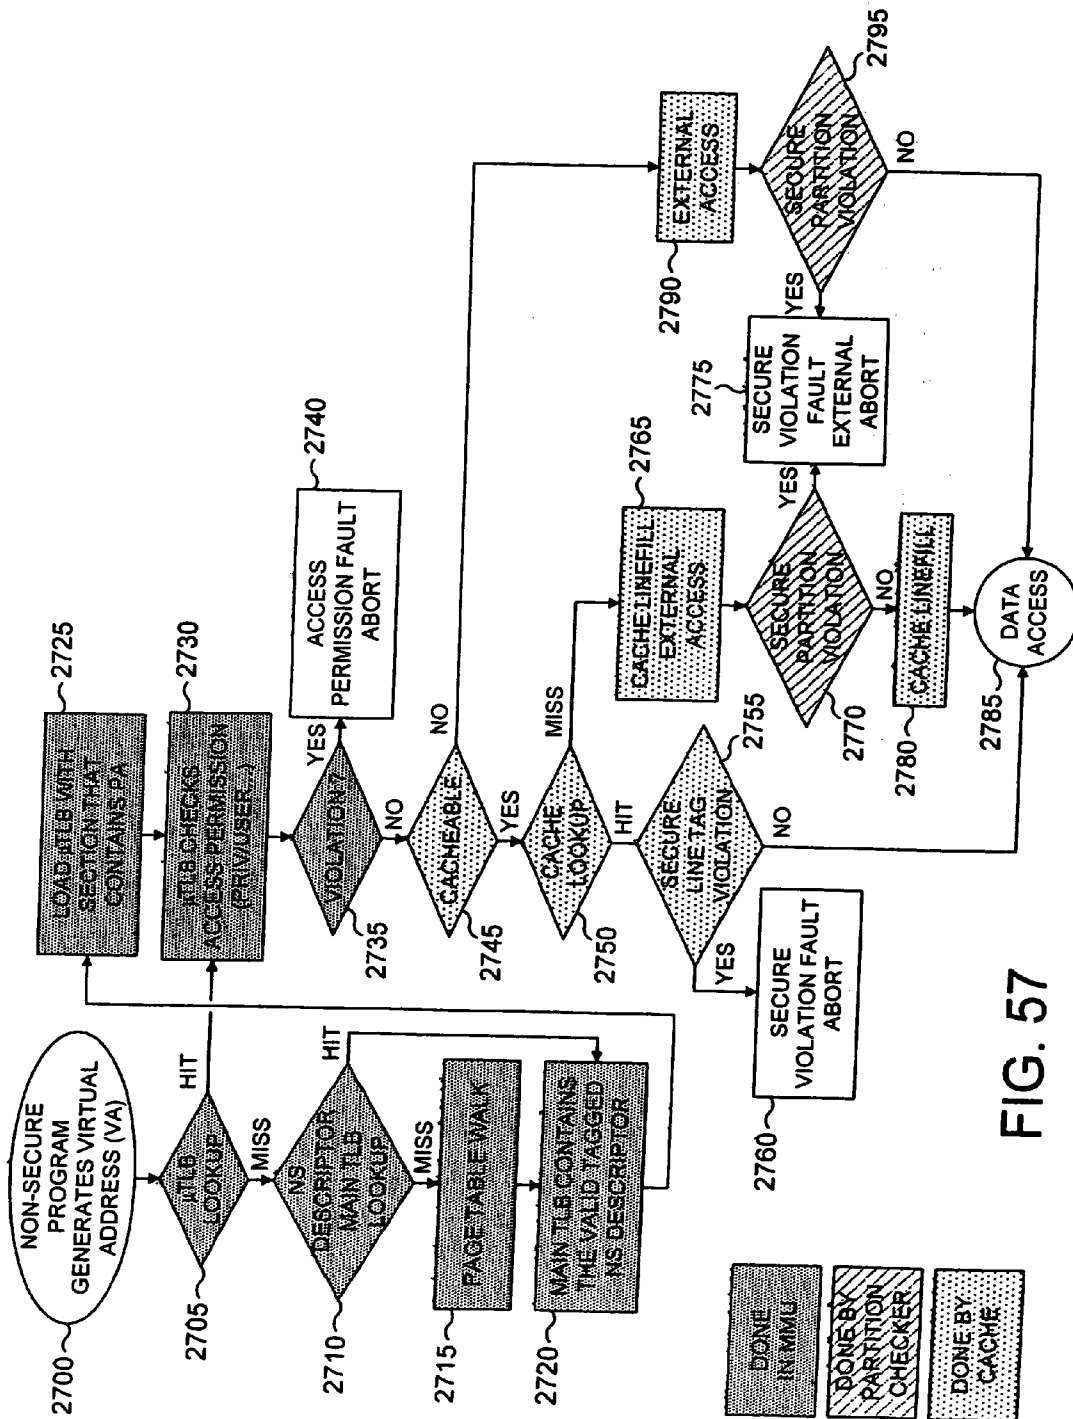 2700
NON-SECURE
PROGRAM
GENERATES VIRTUAL
ADDRESS (VA)
2705
µTLB
LOOKUP
HIT
MISS
2710
NS
DESCRIPTOR
MAIN TLB
LOOKUP
HIT
MISS
2715
PAGE TABLE WALK
2720
MAIN TLB CONTAINS
THE VALID TAGGED
NS DESCRIPTOR
2725
LOAD µTLB WITH
SECTION THAT
CONTAINS PA
2730
µTLB CHECKS
ACCESS PERMISSION
(PRIV/USER...)
2735
VIOLATION ?
YES
NO
2740
ACCESS
PERMISSION FAULT
ABORT
2745
CACHEABLE
NO
YES
2750
CACHE
LOOKUP
MISS
HIT
2755
SECURE
LINE TAG
VIOLATION
YES
NO
2760
SECURE
VIOLATION FAULT
ABORT
2765
CACHE LINEFILL
EXTERNAL
ACCESS
2770
SECURE
PARTITION
VIOLATION
YES
NO
2775
SECURE
VIOLATION
FAULT
EXTERNAL
ABORT
2780
CACHE LINEFILL
2785
DATA
ACCESS
2790
EXTERNAL
ACCESS
2795
SECURE
PARTITION
VIOLATION
YES
NO
DONE
IN MMU
DONE BY
PARTITION
CHECKER
DONE BY
CACHE
FIG. 57